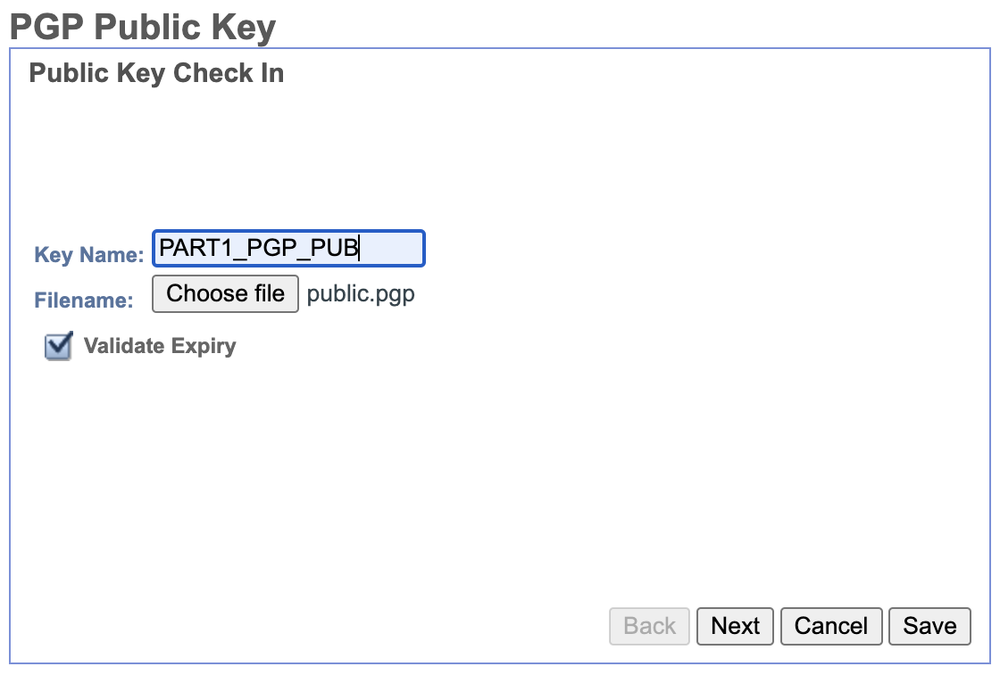 PGP Public Key
Public Key Check In
Key Name: PART1_PGP_PUB
Filename: Choose file public.pgp
Validate Expiry
Back Next Cancel Save